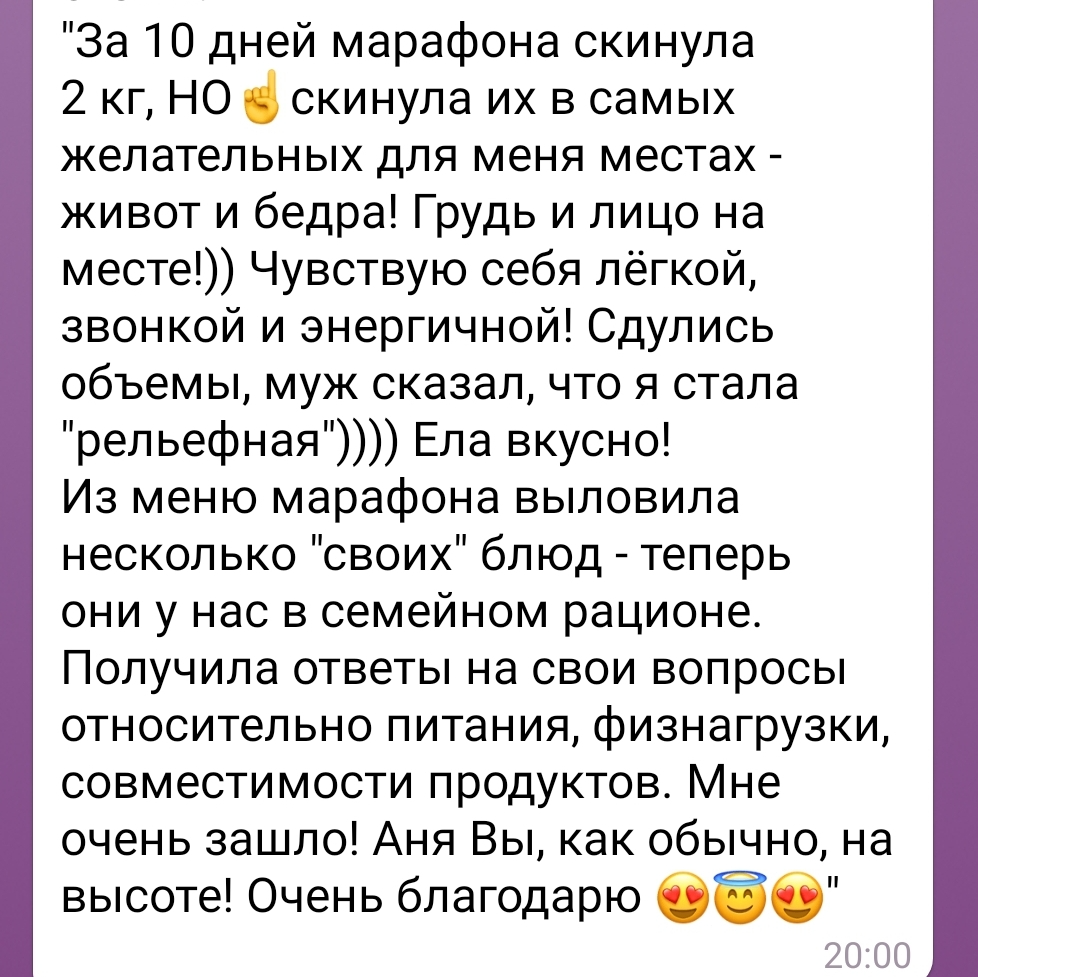 "За 10 дней марафона скинула
2 кг, НО☝️скинула их в самых
желательных для меня местах -
живот и бедра! Грудь и лицо на
месте!)) Чувствую себя лёгкой,
звонкой и энергичной! Сдулись
объемы, муж сказал, что я стала
"рельефная")))) Ела вкусно!
Из меню марафона выловила
несколько "своих" блюд - теперь
они у нас в семейном рационе.
Получила ответы на свои вопросы
относительно питания, физнагрузки,
совместимости продуктов. Мне
очень зашло! Аня Вы, как обычно, на
высоте! Очень благодарю 😍😇😍"
20:00